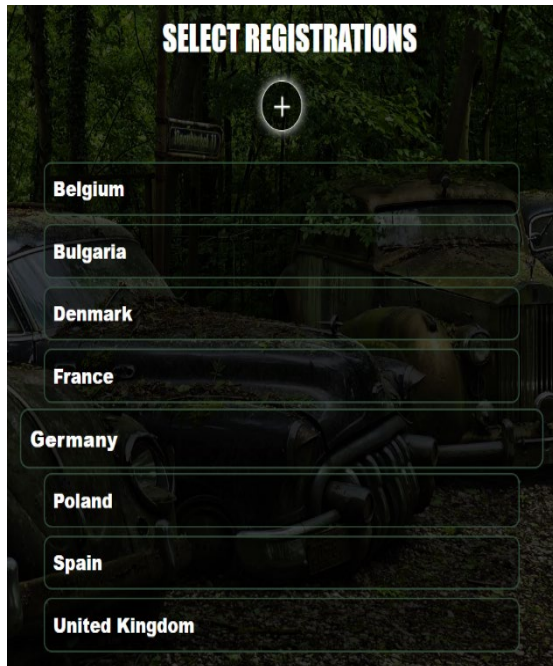 SELECT REGISTRATIONS
+
Belgium
Bulgaria
Denmark
France
Germany
Poland
Spain
United Kingdom